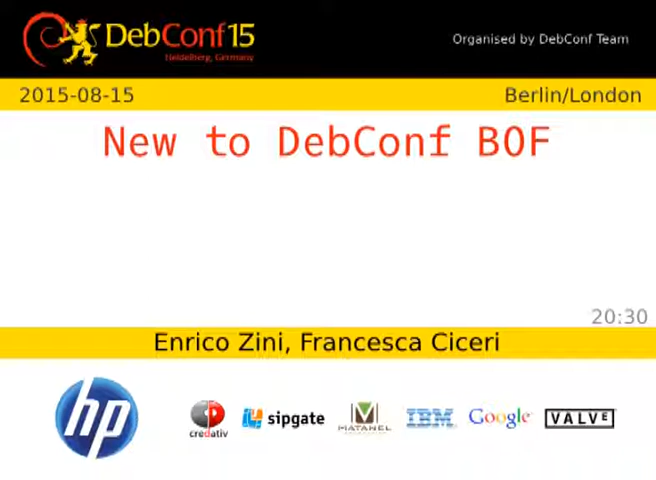 DebConf15
Heidelberg, Germany
Organised by DebConf Team
2015-08-15
Berlin/London
New to DebConf BOF
20:30
Enrico Zini, Francesca Ciceri
hp
credativ
sipgate
MATANEL
IBM
Google
VALVE